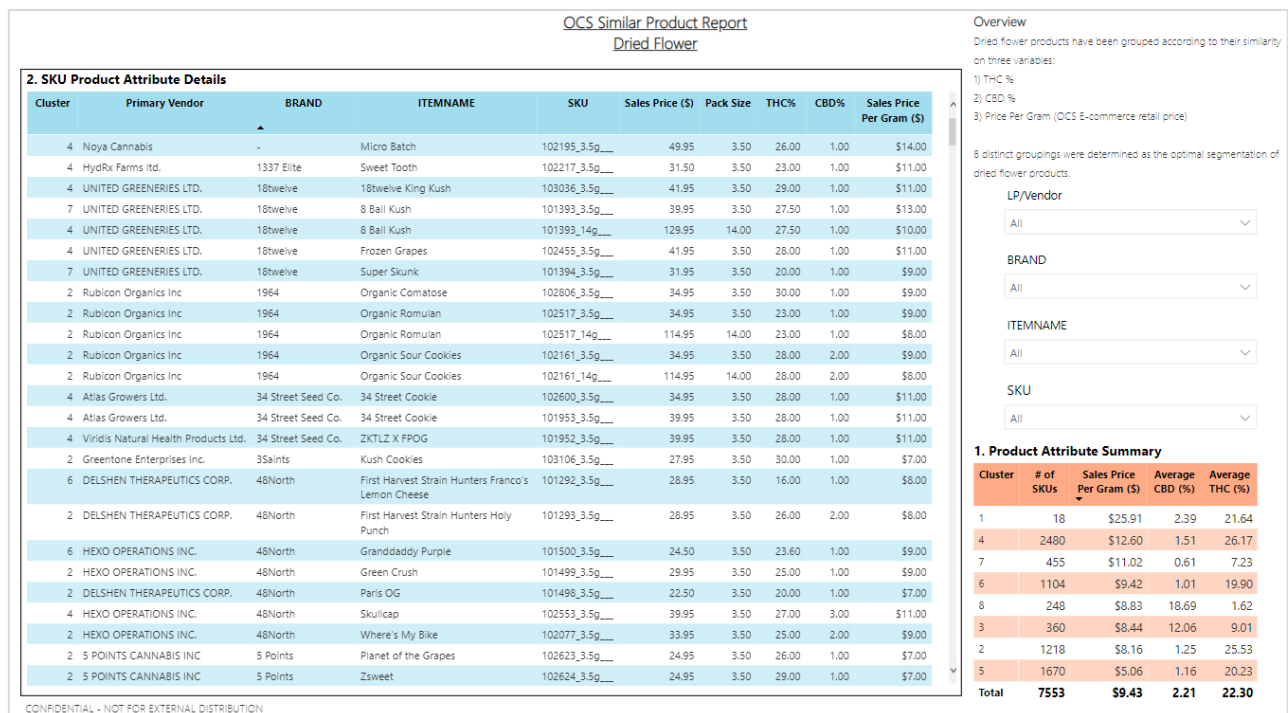 OCS Similar Product Report
Dried Flower
2. SKU Product Attribute Details
Cluster Primary Vendor BRAND ITEMNAME SKU Sales Price ($) Pack Size THC% CBD% Sales Price Per Gram ($)
4 Noya Cannabis - Micro Batch 102195_3.5g___ 49.95 3.50 26.00 1.00 $14.00
4 HydRx Farms ltd. 1337 Elite Sweet Tooth 102217_3.5g___ 31.50 3.50 23.00 1.00 $11.00
4 UNITED GREENERIES LTD. 18twelve 18twelve King Kush 103036_3.5g___ 41.95 3.50 29.00 1.00 $11.00
7 UNITED GREENERIES LTD. 18twelve 8 Ball Kush 101393_3.5g___ 39.95 3.50 27.50 1.00 $13.00
4 UNITED GREENERIES LTD. 18twelve 8 Ball Kush 101393_14g___ 129.95 14.00 27.50 1.00 $10.00
4 UNITED GREENERIES LTD. 18twelve Frozen Grapes 102455_3.5g___ 41.95 3.50 28.00 1.00 $11.00
7 UNITED GREENERIES LTD. 18twelve Super Skunk 101394_3.5g___ 31.95 3.50 20.00 1.00 $9.00
2 Rubicon Organics Inc 1964 Organic Comatose 102806_3.5g___ 34.95 3.50 30.00 1.00 $9.00
2 Rubicon Organics Inc 1964 Organic Romulan 102517_3.5g___ 34.95 3.50 23.00 1.00 $9.00
2 Rubicon Organics Inc 1964 Organic Romulan 102517_14g___ 114.95 14.00 23.00 1.00 $8.00
2 Rubicon Organics Inc 1964 Organic Sour Cookies 102161_3.5g___ 34.95 3.50 28.00 2.00 $9.00
2 Rubicon Organics Inc 1964 Organic Sour Cookies 102161_14g___ 114.95 14.00 28.00 2.00 $8.00
4 Atlas Growers Ltd. 34 Street Seed Co. 34 Street Cookie 102600_3.5g___ 34.95 3.50 28.00 1.00 $11.00
4 Atlas Growers Ltd. 34 Street Seed Co. 34 Street Cookie 101953_3.5g___ 39.95 3.50 28.00 1.00 $11.00
4 Viridis Natural Health Products Ltd. 34 Street Seed Co. ZKTLZ X FPOG 101952_3.5g___ 39.95 3.50 28.00 1.00 $11.00
2 Greentone Enterprises Inc. 3Saints Kush Cookies 103106_3.5g___ 27.95 3.50 30.00 1.00 $7.00
6 DELSHEN THERAPEUTICS CORP. 48North First Harvest Strain Hunters Franco's 101292_3.5g___ 28.95 3.50 16.00 1.00 $8.00
Lemon Cheese
2 DELSHEN THERAPEUTICS CORP. 48North First Harvest Strain Hunters Holy 101293_3.5g___ 28.95 3.50 26.00 2.00 $8.00
Punch
6 HEXO OPERATIONS INC. 48North Granddaddy Purple 101500_3.5g___ 24.50 3.50 23.60 1.00 $9.00
2 HEXO OPERATIONS INC. 48North Green Crush 101499_3.5g___ 29.95 3.50 25.00 1.00 $9.00
2 DELSHEN THERAPEUTICS CORP. 48North Paris OG 101498_3.5g___ 22.50 3.50 20.00 1.00 $7.00
4 HEXO OPERATIONS INC. 48North Skullcap 102553_3.5g___ 39.95 3.50 27.00 3.00 $11.00
2 HEXO OPERATIONS INC. 48North Where's My Bike 102077_3.5g___ 33.95 3.50 25.00 2.00 $9.00
2 5 POINTS CANNABIS INC 5 Points Planet of the Grapes 102623_3.5g___ 24.95 3.50 26.00 1.00 $7.00
2 5 POINTS CANNABIS INC 5 Points Zsweet 102624_3.5g___ 24.95 3.50 29.00 1.00 $7.00
CONFIDENTIAL - NOT FOR EXTERNAL DISTRIBUTION
Overview
Dried flower products have been grouped according to their similarity
on three variables:
1) THC %
2) CBD %
3) Price Per Gram (OCS E-commerce retail price)
8 distinct groupings were determined as the optimal segmentation of
dried flower products.
LP/Vendor
All
BRAND
All
ITEMNAME
All
SKU
All
1. Product Attribute Summary
Cluster # of SKUs Sales Price Per Gram ($) Average CBD (%) Average THC (%)
1 18 $25.91 2.39 21.64
4 2480 $12.60 1.51 26.17
7 455 $11.02 0.61 7.23
6 1104 $9.42 1.01 19.90
8 248 $8.83 18.69 1.62
3 360 $8.44 12.06 9.01
2 1218 $8.16 1.25 25.53
5 1670 $5.06 1.16 20.23
Total 7553 $9.43 2.21 22.30